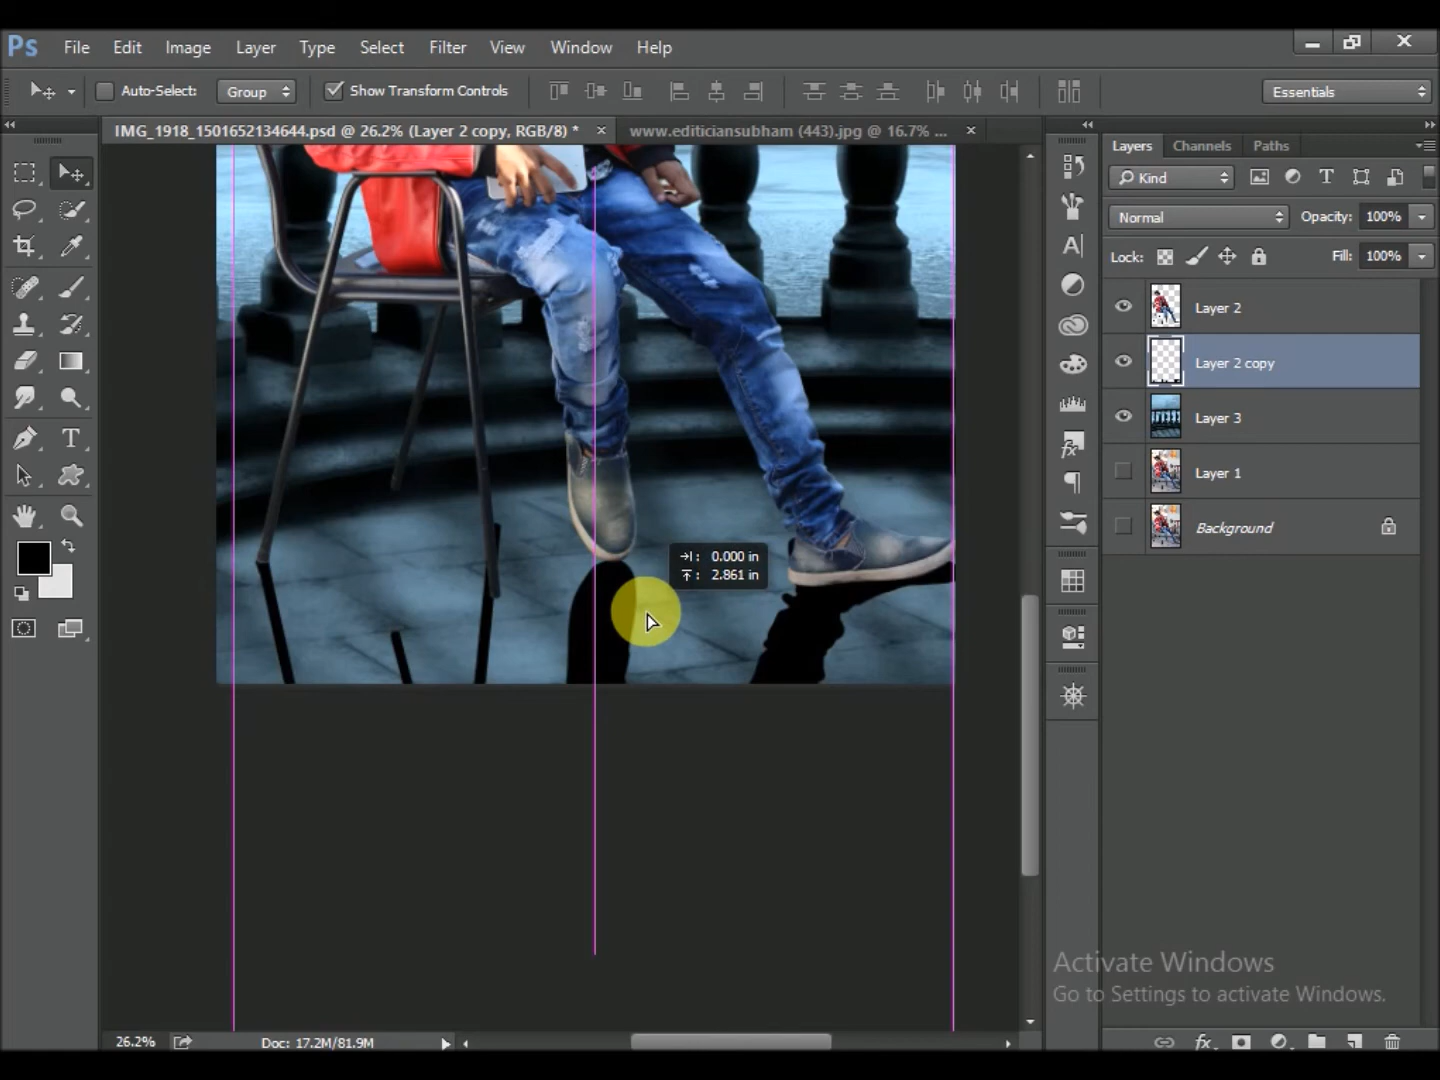 Ps File Edit Image Layer Type Select Filter View Window Help
Auto-Select: Group Show Transform Controls Essentials
IMG_1918_1501652134644.psd @ 26.2% (Layer 2 copy, RGB/8) * × www.editiciansubham (443).jpg @ 16.7% ... ×
Layers Channels Paths
Kind
Normal Opacity: 100%
Lock: Fill: 100%
Layer 2
Layer 2 copy
Layer 3
Layer 1
Background
0.000 in
2.861 in
Activate Windows
Go to Settings to activate Windows.
26.2% Doc: 17.2M/81.9M